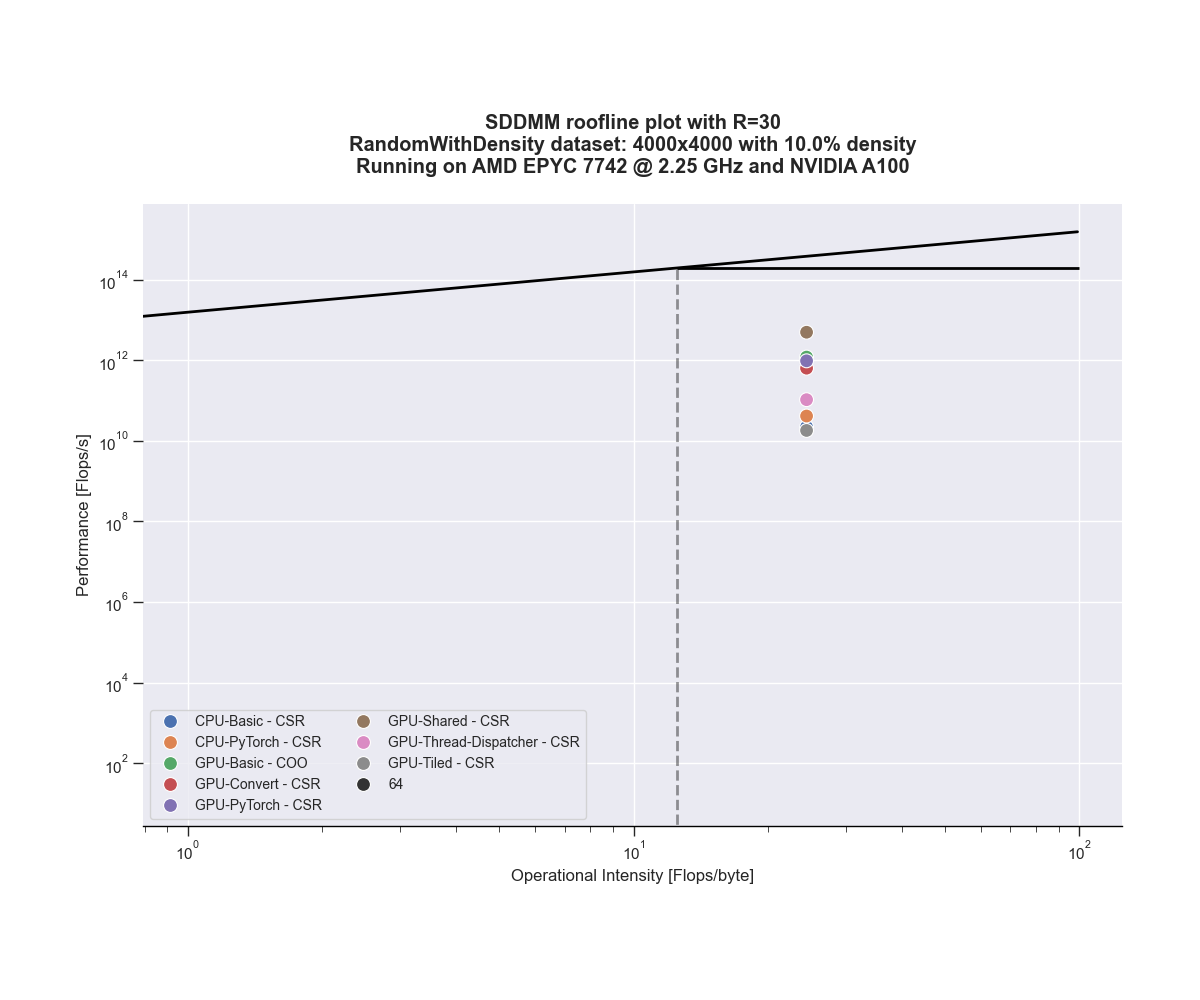 SDDMM roofline plot with R=30
RandomWithDensity dataset: 4000x4000 with 10.0% density
Running on AMD EPYC 7742 @ 2.25 GHz and NVIDIA A100
Performance [Flops/s]
10^14
10^12
10^10
10^8
10^6
10^4
10^2
CPU-Basic - CSR
CPU-PyTorch - CSR
GPU-Basic - COO
GPU-Convert - CSR
GPU-PyTorch - CSR
GPU-Shared - CSR
GPU-Thread-Dispatcher - CSR
GPU-Tiled - CSR
64
10^0 10^1 10^2
Operational Intensity [Flops/byte]